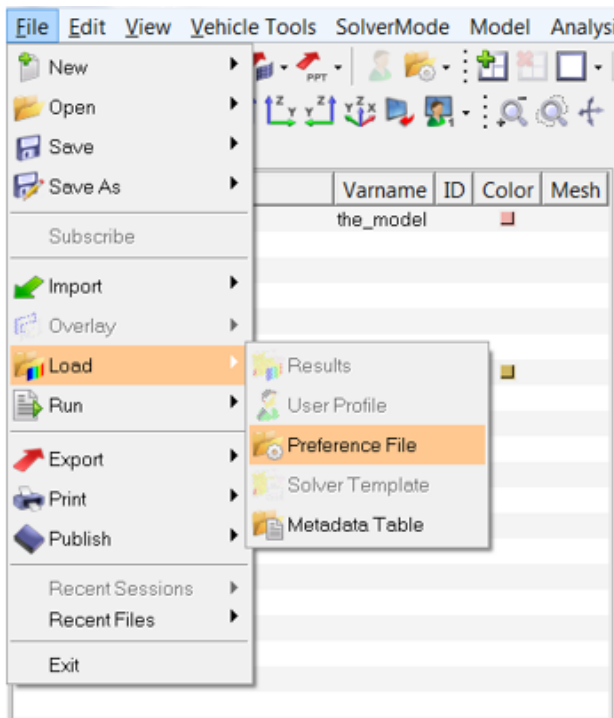 File Edit View Vehicle Tools SolverMode Model Analysi
New
PPT
Open
Save
Save As
Varname ID Color Mesh
the_model
Subscribe
Import
Overlay
Load
Results
Run
User Profile
Preference File
Export
Solver Template
Print
Metadata Table
Publish
Recent Sessions
Recent Files
Exit